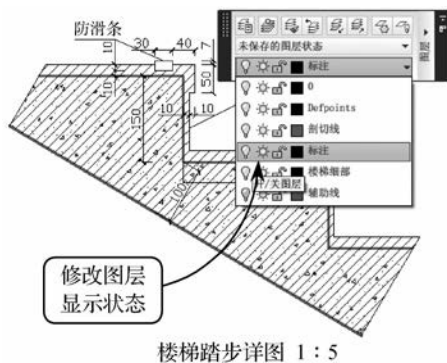 防滑条
30
40
7
10
10
150
10
10
150
100
未保存的图层状态
标注
0
Defpoints
剖切线
标注
楼梯细部
开/关图层
辅助线
图层
修改图层
显示状态
楼梯踏步详图 1：5